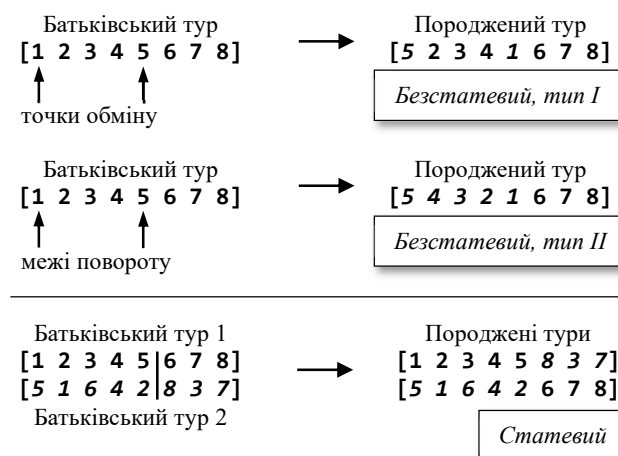 Батьківський тур
Породжений тур
[1 2 3 4 5 6 7 8]
[5 2 3 4 1 6 7 8]
точки обміну
Безстатевий, тип I
Батьківський тур
Породжений тур
[1 2 3 4 5 6 7 8]
[5 4 3 2 1 6 7 8]
межі повороту
Безстатевий, тип II
Батьківський тур 1
Породжені тури
[1 2 3 4 5|6 7 8]
[1 2 3 4 5 8 3 7]
[5 1 6 4 2|8 3 7]
[5 1 6 4 2 6 7 8]
Батьківський тур 2
Статевий